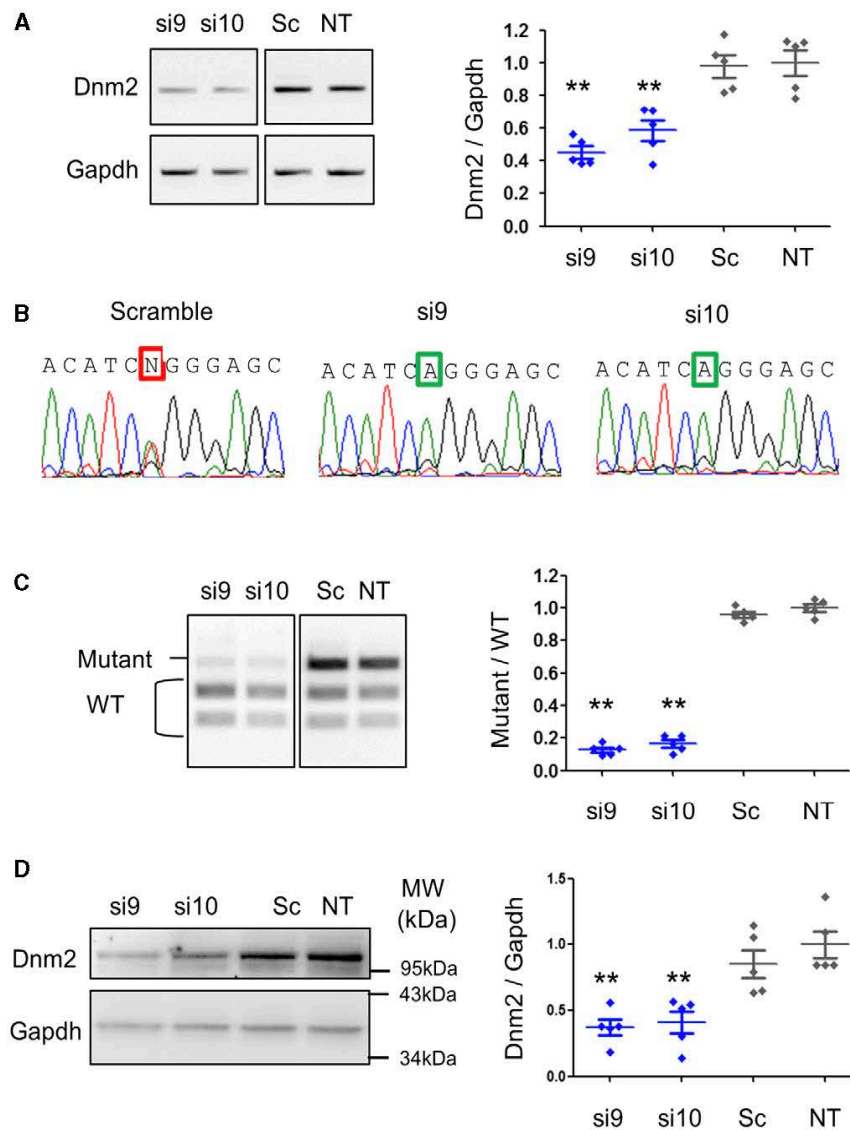 A
si9 si10 Sc NT
Dnm2
Gapdh
Dnm2 / Gapdh
1.2
1.0
0.8
0.6
0.4
0.2
0.0
** **
si9 si10 Sc NT
B
Scramble si9 si10
A C A T C N G G G A G C
A C A T C A G G G A G C
A C A T C A G G G A G C
C
si9 si10 Sc NT
Mutant
WT
Mutant / WT
1.2
1.0
0.8
0.6
0.4
0.2
0.0
** **
si9 si10 Sc NT
D
si9 si10 Sc NT
MW
(kDa)
Dnm2
95kDa
43kDa
Gapdh
34kDa
Dnm2 / Gapdh
1.5
1.0
0.5
0.0
** **
si9 si10 Sc NT